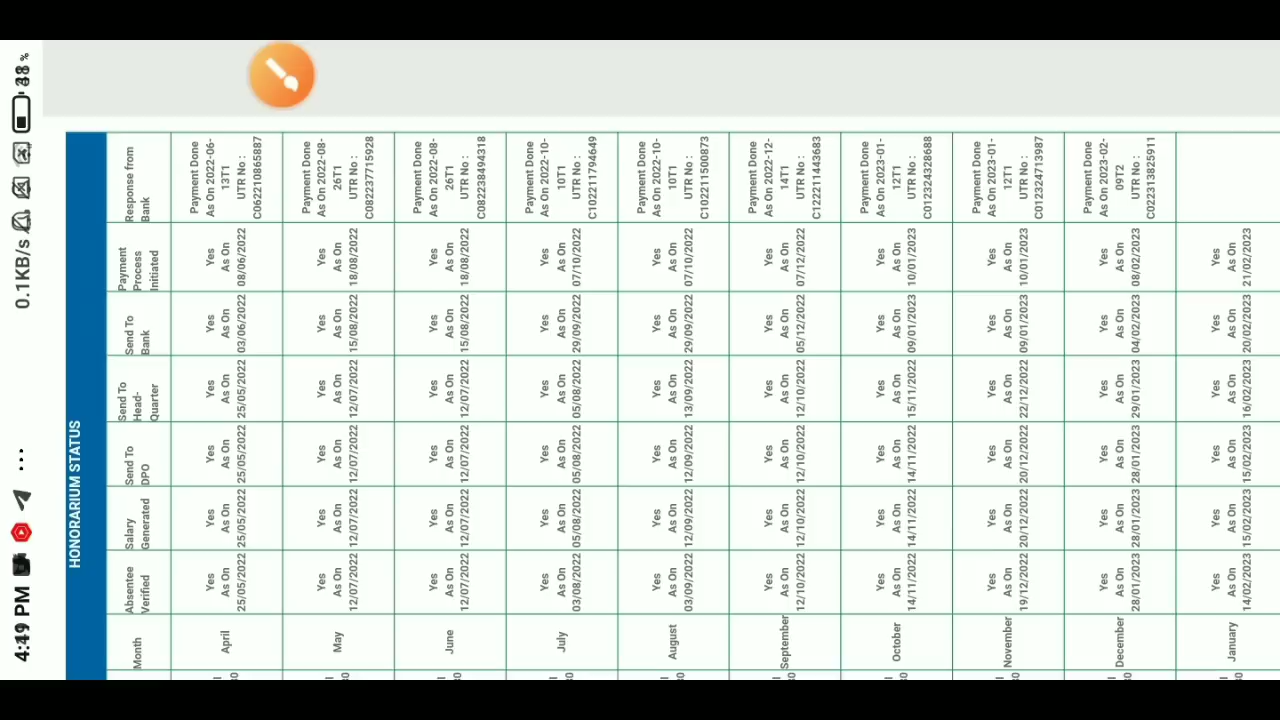 4:49 PM
0.1KB/s
HONORARIUM STATUS
Month
Absentee
Verified
Salary
Generated
Send To
DPO
Send To
Head-
Quarter
Send To
Bank
Payment
Process
Initiated
Response from
Bank
April
Yes
As On
25/05/2022
Yes
As On
25/05/2022
Yes
As On
25/05/2022
Yes
As On
25/05/2022
Yes
As On
03/06/2022
Yes
As On
08/06/2022
Payment Done
As On 2022-06-
13T1
UTR No :
C062210865887
May
Yes
As On
12/07/2022
Yes
As On
12/07/2022
Yes
As On
12/07/2022
Yes
As On
12/07/2022
Yes
As On
15/08/2022
Yes
As On
18/08/2022
Payment Done
As On 2022-08-
26T1
UTR No :
C082237715928
June
Yes
As On
12/07/2022
Yes
As On
12/07/2022
Yes
As On
12/07/2022
Yes
As On
12/07/2022
Yes
As On
15/08/2022
Yes
As On
18/08/2022
Payment Done
As On 2022-08-
26T1
UTR No :
C082238494318
July
Yes
As On
03/08/2022
Yes
As On
05/08/2022
Yes
As On
05/08/2022
Yes
As On
05/08/2022
Yes
As On
29/09/2022
Yes
As On
07/10/2022
Payment Done
As On 2022-10-
10T1
UTR No :
C102211794649
August
Yes
As On
03/09/2022
Yes
As On
12/09/2022
Yes
As On
12/09/2022
Yes
As On
13/09/2022
Yes
As On
29/09/2022
Yes
As On
07/10/2022
Payment Done
As On 2022-10-
10T1
UTR No :
C102211500873
September
Yes
As On
12/10/2022
Yes
As On
12/10/2022
Yes
As On
12/10/2022
Yes
As On
12/10/2022
Yes
As On
05/12/2022
Yes
As On
07/12/2022
Payment Done
As On 2022-12-
14T1
UTR No :
C122211443683
October
Yes
As On
14/11/2022
Yes
As On
14/11/2022
Yes
As On
14/11/2022
Yes
As On
15/11/2022
Yes
As On
09/01/2023
Yes
As On
10/01/2023
Payment Done
As On 2023-01-
12T1
UTR No :
C012324328688
November
Yes
As On
19/12/2022
Yes
As On
20/12/2022
Yes
As On
20/12/2022
Yes
As On
22/12/2022
Yes
As On
09/01/2023
Yes
As On
10/01/2023
Payment Done
As On 2023-01-
12T1
UTR No :
C012324713987
December
Yes
As On
28/01/2023
Yes
As On
28/01/2023
Yes
As On
28/01/2023
Yes
As On
29/01/2023
Yes
As On
04/02/2023
Yes
As On
08/02/2023
Payment Done
As On 2023-02-
09T2
UTR No :
C022313825911
January
Yes
As On
14/02/2023
Yes
As On
15/02/2023
Yes
As On
15/02/2023
Yes
As On
16/02/2023
Yes
As On
20/02/2023
Yes
As On
21/02/2023